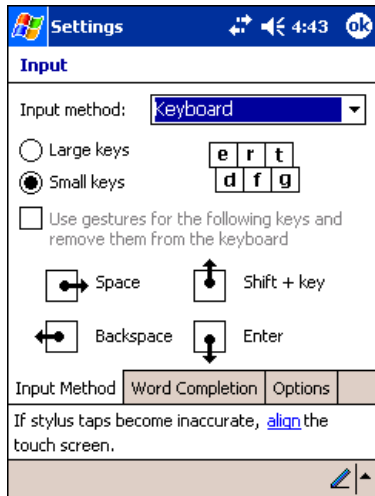 Settings 4:43 ok
Input
Input method: Keyboard
Large keys
e r t
Small keys
d f g
Use gestures for the following keys and
remove them from the keyboard
Space Shift + key
Backspace Enter
Input Method Word Completion Options
If stylus taps become inaccurate, align the
touch screen.